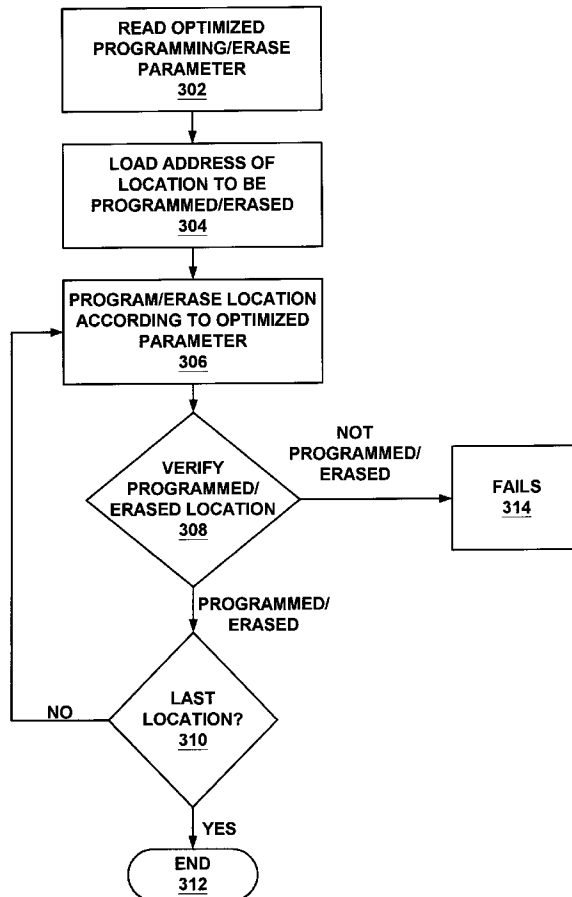 READ OPTIMIZED
PROGRAMMING/ERASE
PARAMETER
302
LOAD ADDRESS OF
LOCATION TO BE
PROGRAMMED/ERASED
304
PROGRAM/ERASE LOCATION
ACCORDING TO OPTIMIZED
PARAMETER
306
VERIFY
PROGRAMMED/
ERASED LOCATION
308
NOT
PROGRAMMED/
ERASED
FAILS
314
PROGRAMMED/
ERASED
LAST
LOCATION?
310
NO
YES
END
312